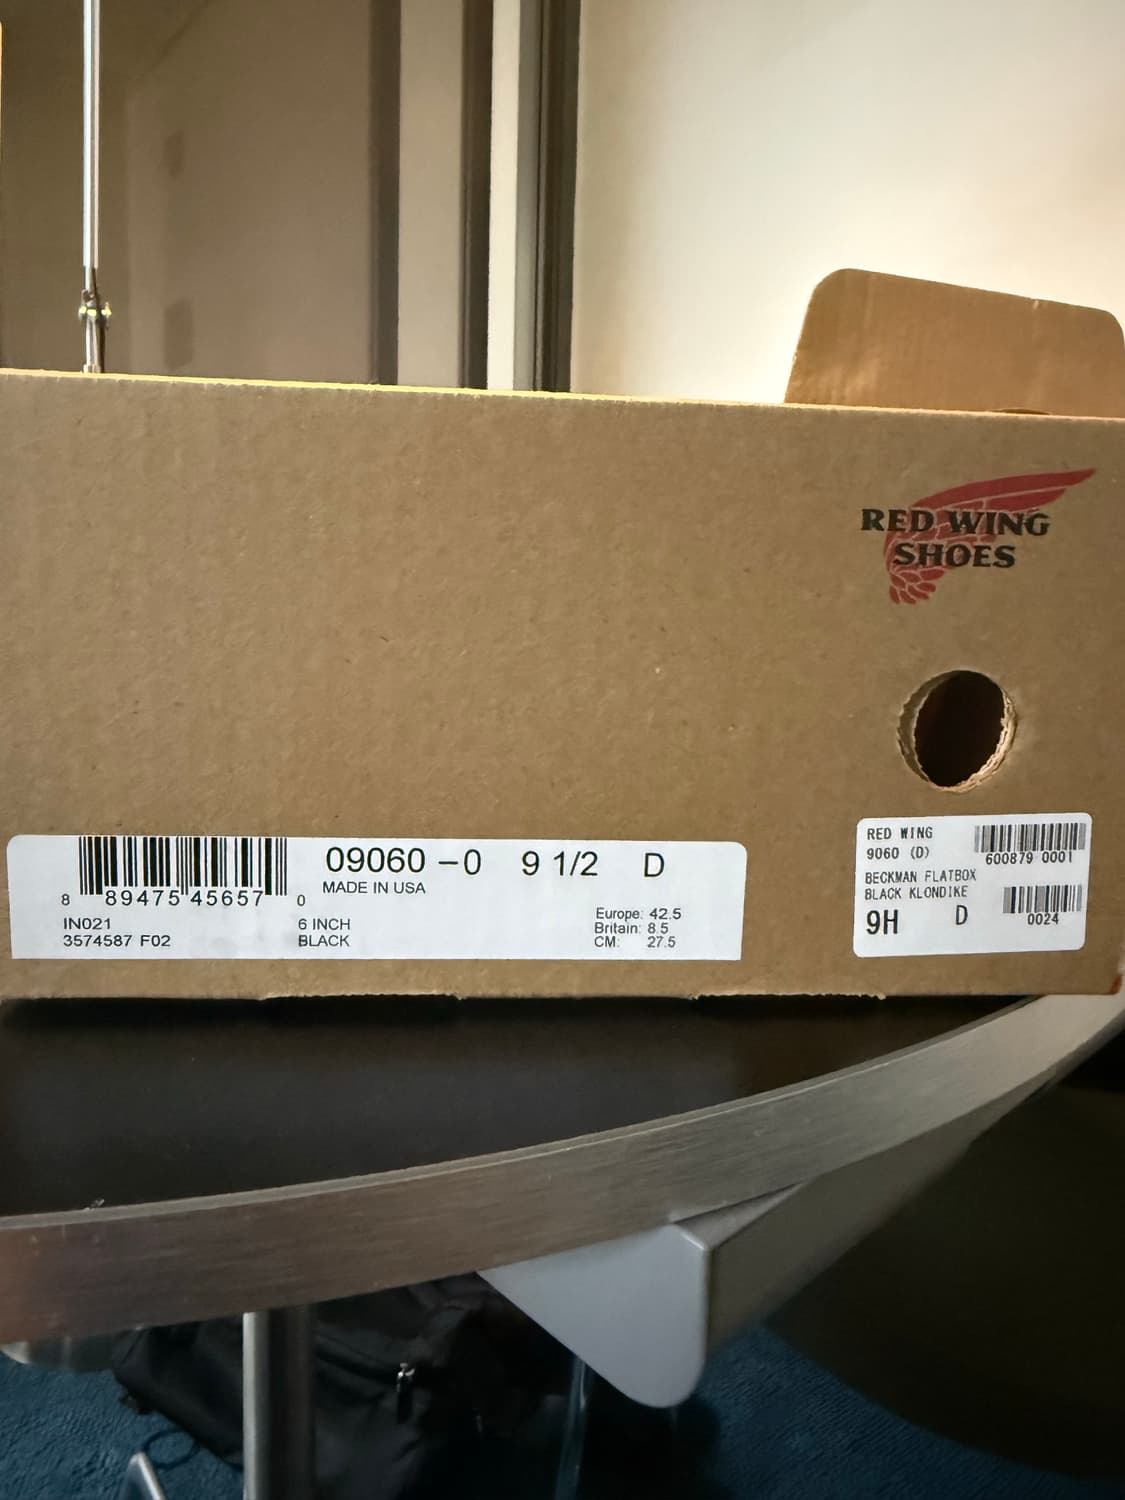 RED WING
SHOES
8 89475 45657 0
09060 -0 9 1/2 D
MADE IN USA
IN021
3574587 F02
6 INCH
BLACK
Europe: 42.5
Britain: 8.5
CM: 27.5
RED WING
9060 (D)
600879 0001
BECKMAN FLATBOX
BLACK KLONDIKE
9H D
0024